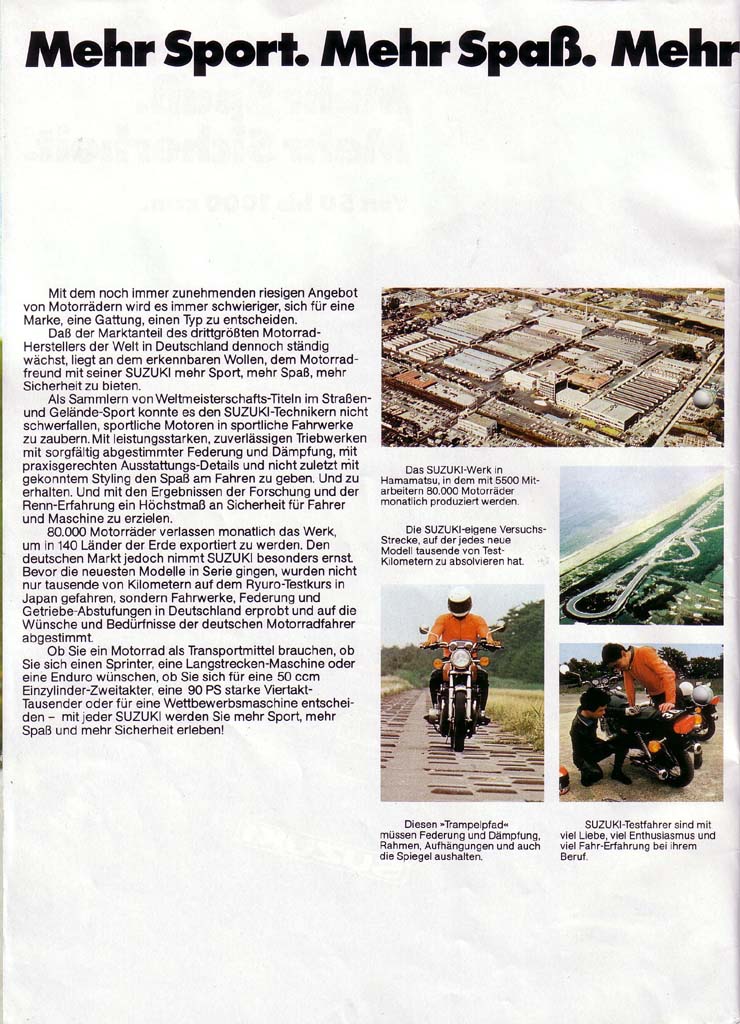 Mehr Sport. Mehr Spaß. Mehr
Mit dem noch immer zunehmenden riesigen Angebot
von Motorrädern wird es immer schwieriger, sich für eine
Marke, eine Gattung, einen Typ zu entscheiden.
Daß der Marktanteil des drittgrößten Motorrad-
Herstellers der Welt in Deutschland dennoch ständig
wächst, liegt an dem erkennbaren Wollen, dem Motorrad-
freund mit seiner SUZUKI mehr Sport, mehr Spaß, mehr
Sicherheit zu bieten.
Als Sammlern von Weltmeisterschafts-Titeln im Straßen-
und Gelände-Sport konnte es den SUZUKI-Technikern nicht
schwerfallen, sportliche Motoren in sportliche Fahrwerke
zu zaubern. Mit leistungsstarken, zuverlässigen Triebwerken
mit sorgfältig abgestimmter Federung und Dämpfung, mit
praxisgerechten Ausstattungs-Details und nicht zuletzt mit
gekonntem Styling den Spaß am Fahren zu geben. Und zu
erhalten. Und mit den Ergebnissen der Forschung und der
Renn-Erfahrung ein Höchstmaß an Sicherheit für Fahrer
und Maschine zu erzielen.
80.000 Motorräder verlassen monatlich das Werk,
um in 140 Länder der Erde exportiert zu werden. Den
deutschen Markt jedoch nimmt SUZUKI besonders ernst.
Bevor die neuesten Modelle in Serie gingen, wurden nicht
nur tausende von Kilometern auf dem Ryuro-Testkurs in
Japan gefahren, sondern Fahrwerke, Federung und
Getriebe-Abstufungen in Deutschland erprobt und auf die
Wünsche und Bedürfnisse der deutschen Motorradfahrer
abgestimmt.
Ob Sie ein Motorrad als Transportmittel brauchen, ob
Sie sich einen Sprinter, eine Langstrecken-Maschine oder
eine Enduro wünschen, ob Sie sich für eine 50 ccm
Einzylinder-Zweitakter, eine 90 PS starke Viertakt-
Tausender oder für eine Wettbewerbsmaschine entschei-
den – mit jeder SUZUKI werden Sie mehr Sport, mehr
Spaß und mehr Sicherheit erleben!
Das SUZUKI-Werk in
Hamamatsu, in dem mit 5500 Mit-
arbeitern 80.000 Motorräder
monatlich produziert werden.
Die SUZUKI-eigene Versuchs-
Strecke, auf der jedes neue
Modell tausende von Test-
Kilometern zu absolvieren hat.
Diesen »Trampelpfad«
müssen Federung und Dämpfung,
Rahmen, Aufhängungen und auch
die Spiegel aushalten.
SUZUKI-Testfahrer sind mit
viel Liebe, viel Enthusiasmus und
viel Fahr-Erfahrung bei ihrem
Beruf.